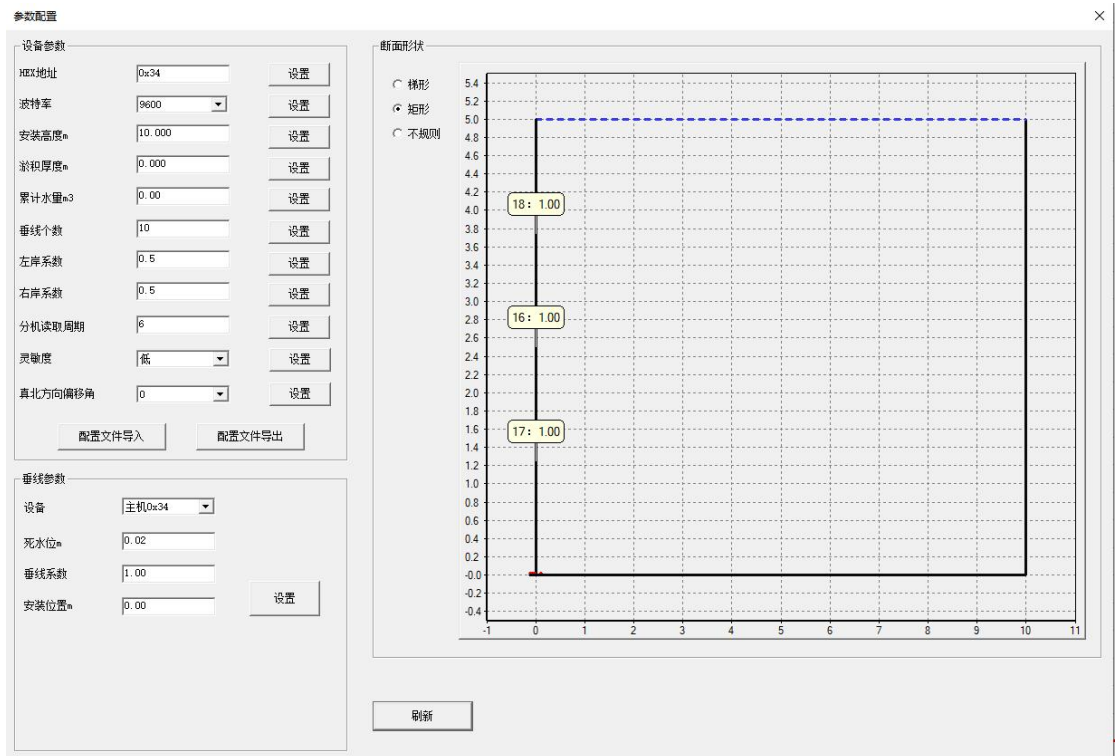 参数配置
设备参数
HEX地址 0x34 设置
波特率 9600 设置
安装高度m 10.000 设置
淤积厚度m 0.000 设置
累计水量m3 0.00 设置
垂线个数 10 设置
左岸系数 0.5 设置
右岸系数 0.5 设置
分机读取周期 6 设置
灵敏度 低 设置
真北方向偏移角 0 设置
配置文件导入 配置文件导出
垂线参数
设备 主机0x34
死水位m 0.02
垂线系数 1.00
安装位置m 0.00 设置
断面形状
梯形
矩形
不规则
5.4
5.2
5.0
4.8
4.6
4.4
4.2
4.0
3.8
3.6
3.4
3.2
3.0
2.8
2.6
2.4
2.2
2.0
1.8
1.6
1.4
1.2
1.0
0.8
0.6
0.4
0.2
-0.0
-0.2
-0.4
18: 1.00
16: 1.00
17: 1.00
-1 0 1 2 3 4 5 6 7 8 9 10 11
刷新